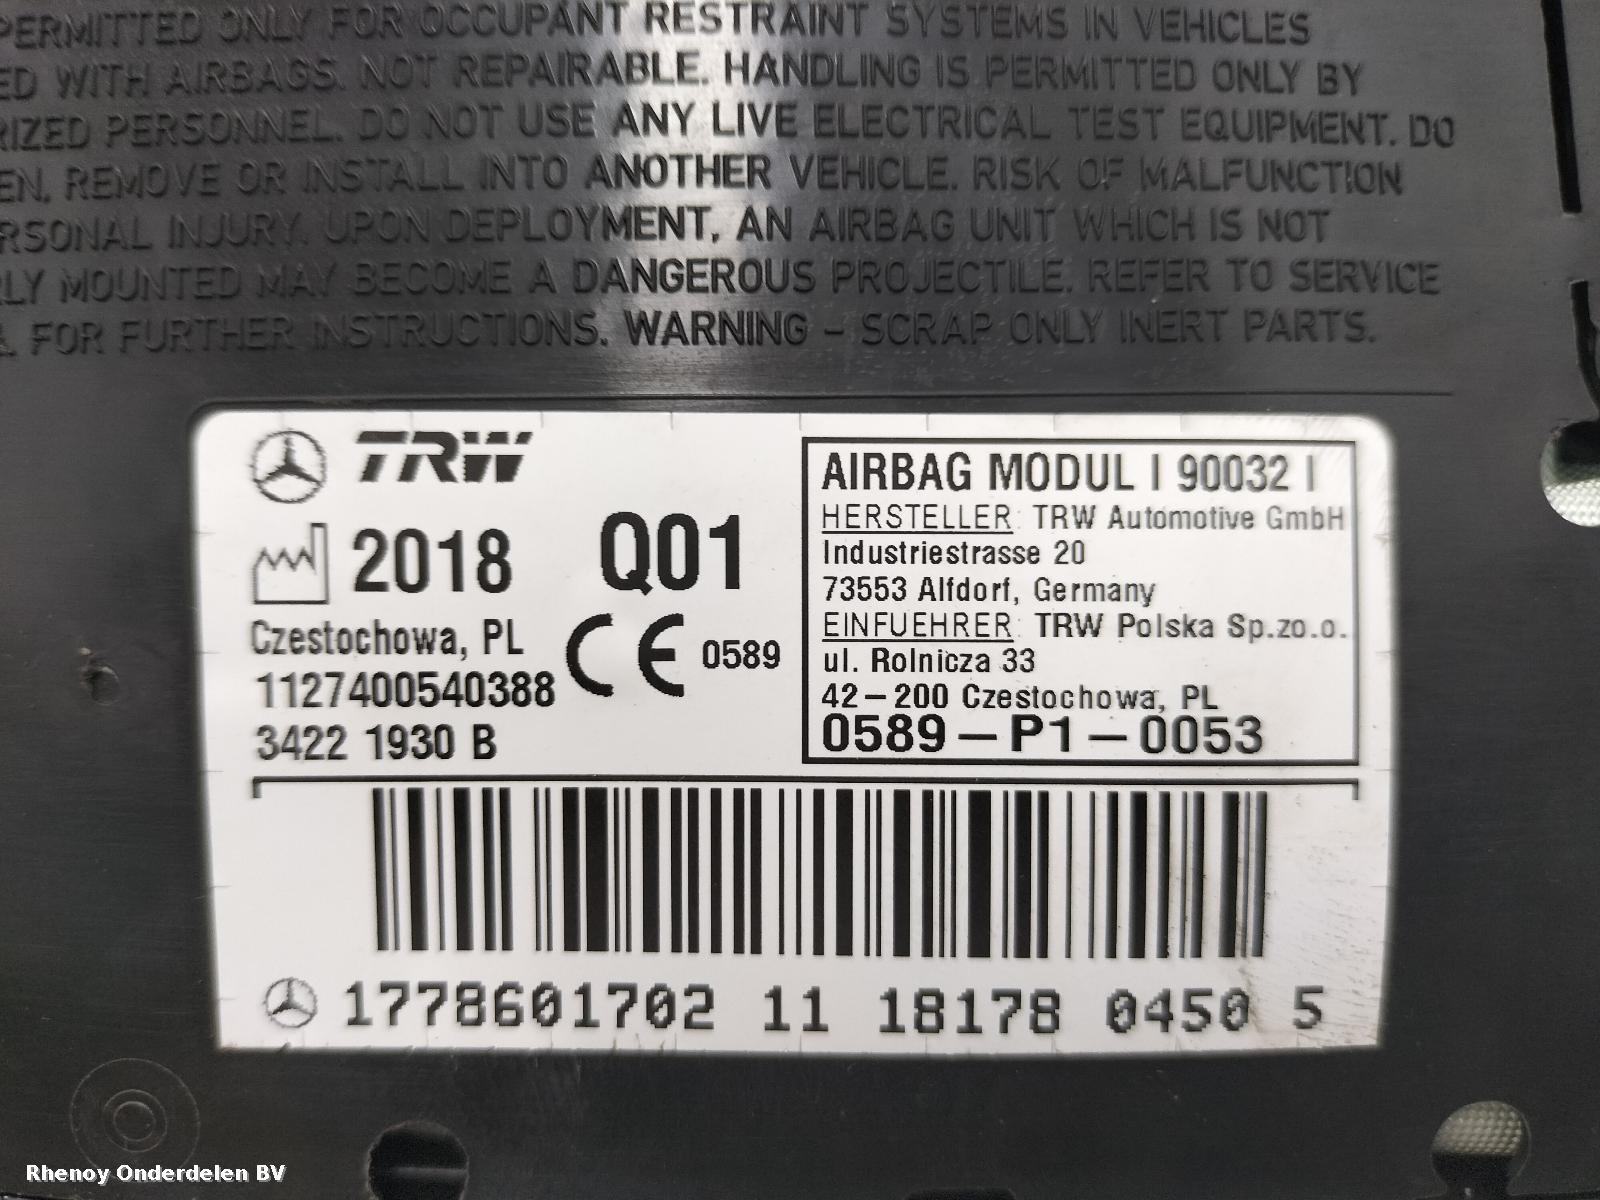 PERMITTED ONLY FOR OCCUPANT RESTRAINT SYSTEMS IN VEHICLES
ED WITH AIRBAGS. NOT REPAIRABLE. HANDLING IS PERMITTED ONLY BY
RIZED PERSONNEL. DO NOT USE ANY LIVE ELECTRICAL TEST EQUIPMENT. DO
EN, REMOVE OR INSTALL INTO ANOTHER VEHICLE. RISK OF MALFUNCTION
RSONAL INJURY. UPON DEPLOYMENT, AN AIRBAG UNIT WHICH IS NOT
RLY MOUNTED MAY BECOME A DANGEROUS PROJECTILE. REFER TO SERVICE
FOR FURTHER INSTRUCTIONS. WARNING – SCRAP ONLY INERT PARTS.
TRW
2018 Q01
Czestochowa, PL
CE 0589
1127400540388
3422 1930 B
AIRBAG MODUL I 90032 I
HERSTELLER: TRW Automotive GmbH
Industriestrasse 20
73553 Alfdorf, Germany
EINFUEHRER: TRW Polska Sp.zo.o.
ul. Rolnicza 33
42–200 Czestochowa, PL
0589–P1–0053
1778601702 11 18178 0450 5
Rhenoy Onderdelen BV